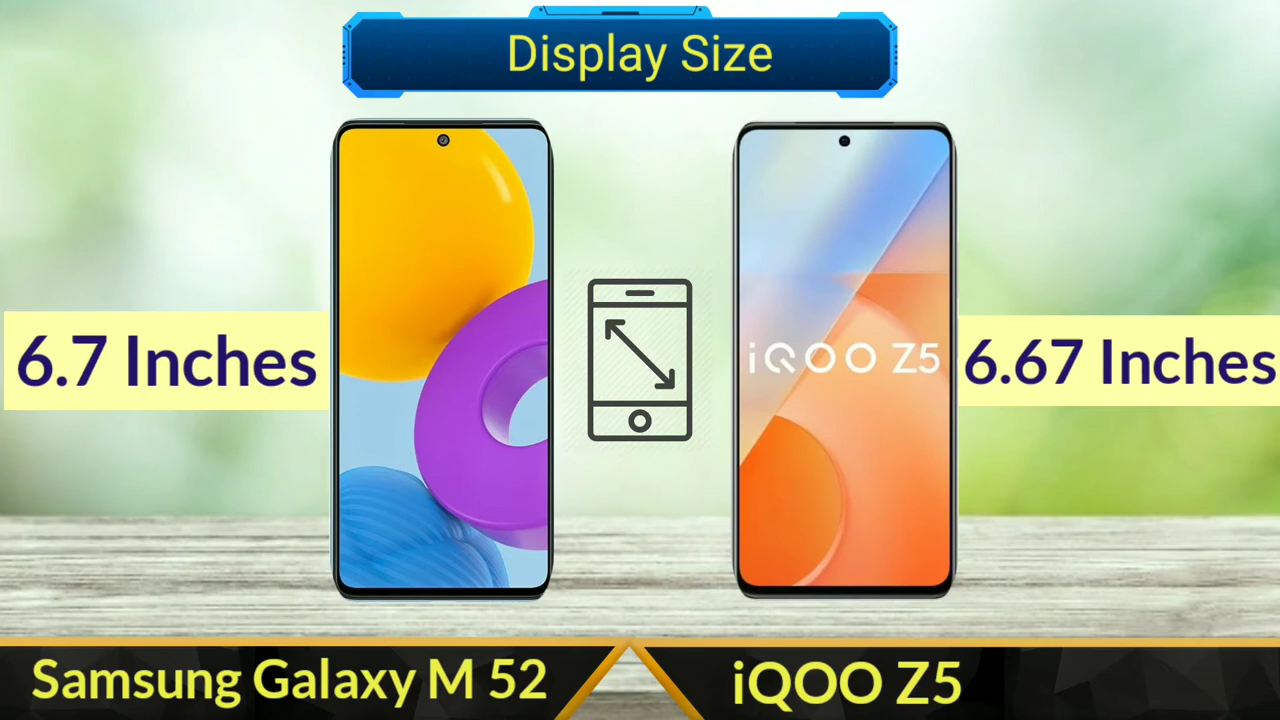 Display Size
6.7 Inches
iQOO Z5
6.67 Inches
Samsung Galaxy M 52
iQOO Z5